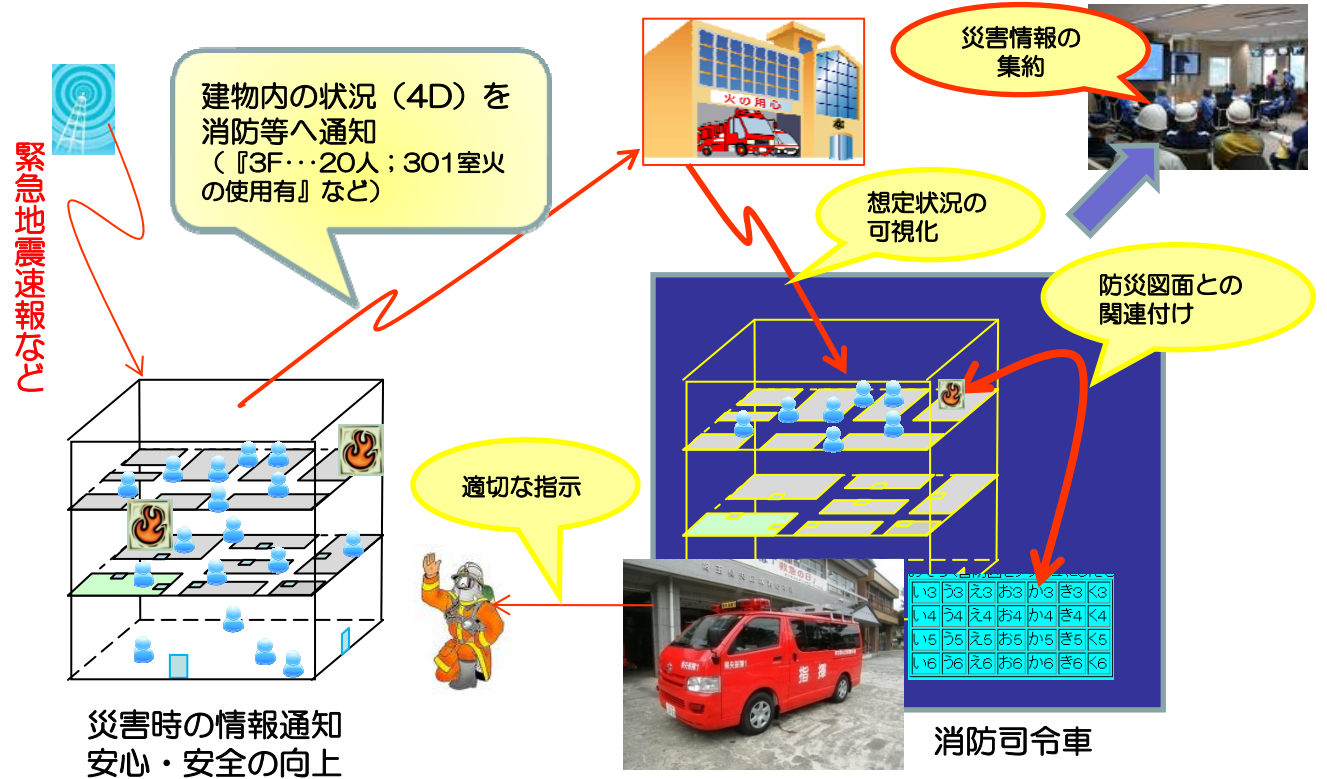 緊急地震速報など
建物内の状況（4D）を
消防等へ通知
（『3F･･･20人；301室火
の使用有』など）
火の用心
災害情報の
集約
想定状況の
可視化
防災図面との
関連付け
適切な指示
い3 う3 え3 お3 か3 き3 く3
い4 う4 え4 お4 か4 き4 く4
い5 う5 え5 お5 か5 き5 く5
い6 う6 え6 お6 か6 き6 く6
救急の日
指揮
災害時の情報通知
安心・安全の向上
消防司令車